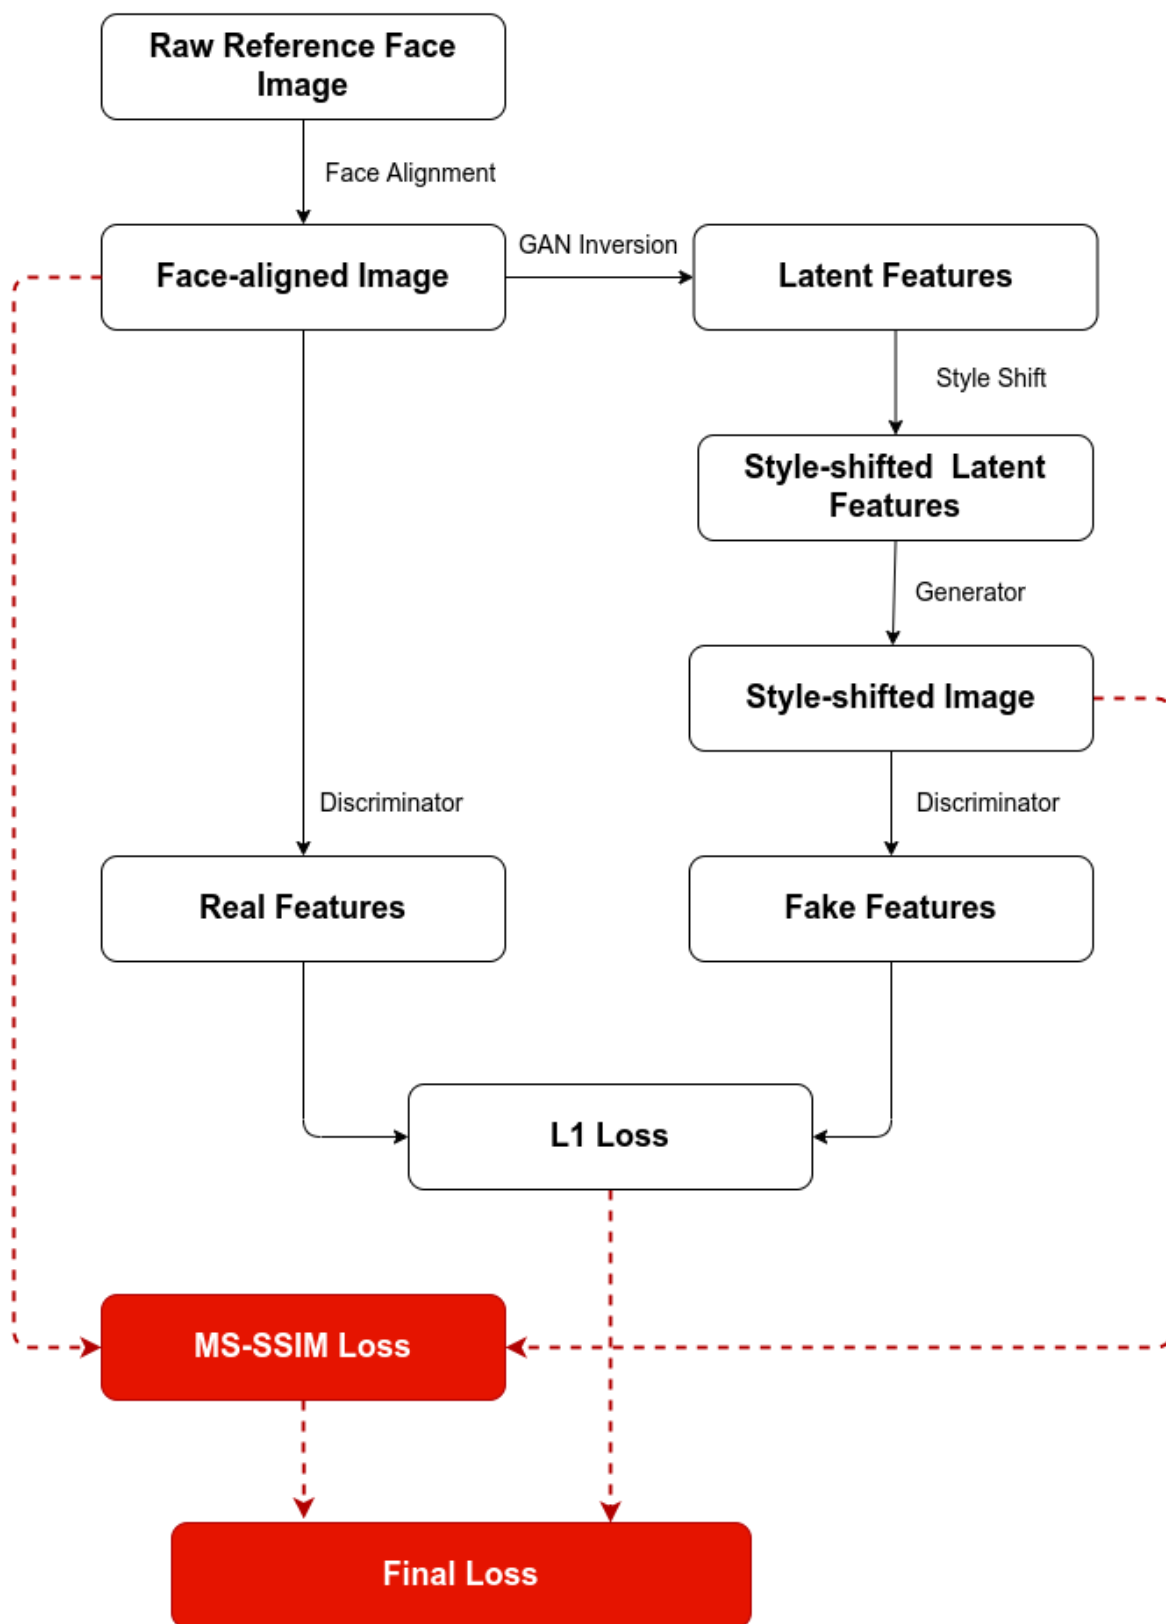 Raw Reference Face
Image
Face Alignment
Face-aligned Image
GAN Inversion
Latent Features
Style Shift
Style-shifted Latent
Features
Generator
Style-shifted Image
Discriminator
Discriminator
Real Features
Fake Features
L1 Loss
MS-SSIM Loss
Final Loss